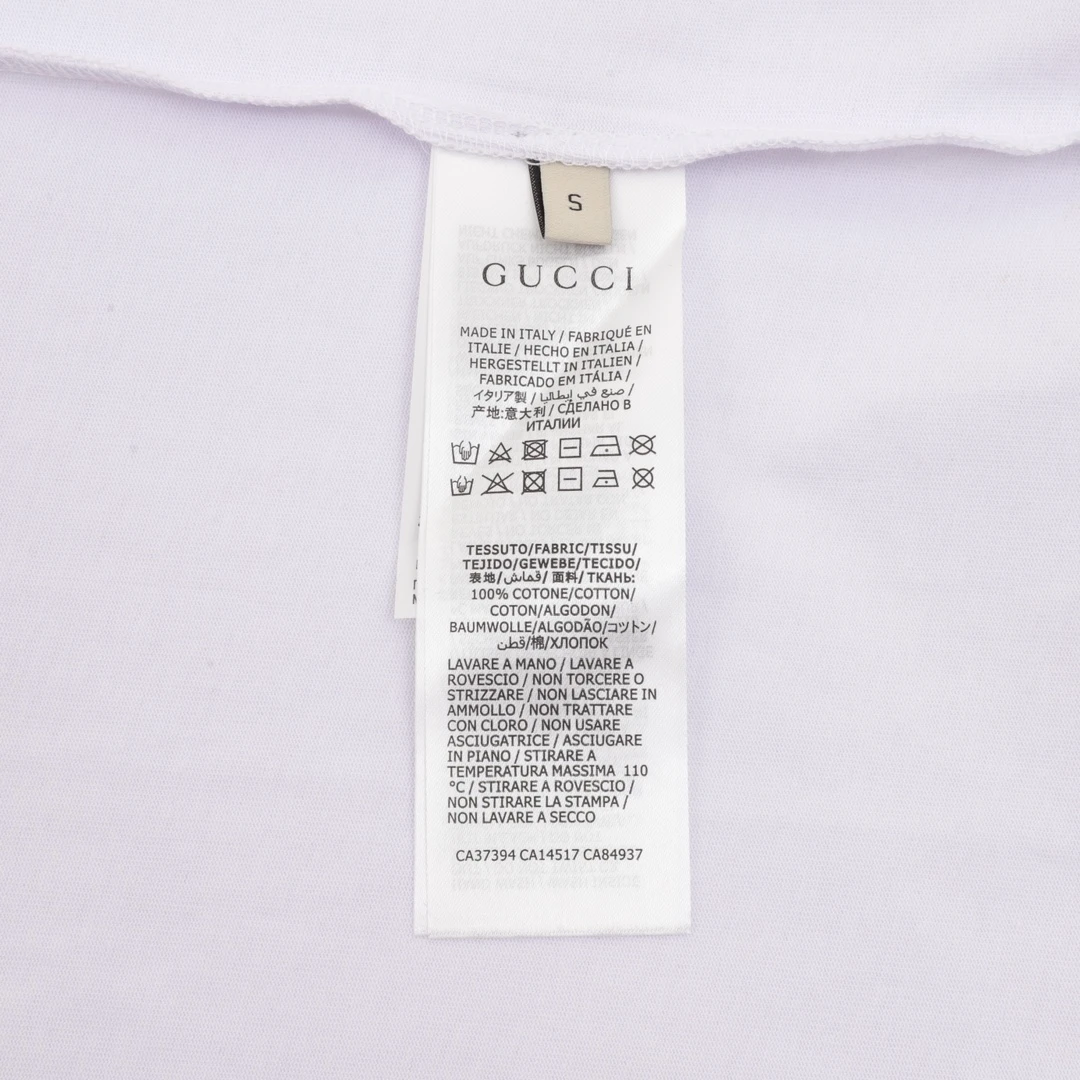 S
GUCCI
MADE IN ITALY / FABRIQUÉ EN
ITALIE / HECHO EN ITALIA /
HERGESTELLT IN ITALIEN /
FABRICADO EM ITÁLIA /
イタリア製 / صنع في إيطاليا /
产地:意大利 / СДЕЛАНО В
ИТАЛИИ
TESSUTO/FABRIC/TISSU/
TEJIDO/GEWEBE/TECIDO/
表地/قماش/ 面料/ ТКАНЬ:
100% COTONE/COTTON/
COTON/ALGODON/
BAUMWOLLE/ALGODÃO/コットン/
قطن/棉/ХЛОПОК
LAVARE A MANO / LAVARE A
ROVESCIO / NON TORCERE O
STRIZZARE / NON LASCIARE IN
AMMOLLO / NON TRATTARE
CON CLORO / NON USARE
ASCIUGATRICE / ASCIUGARE
IN PIANO / STIRARE A
TEMPERATURA MASSIMA 110
°C / STIRARE A ROVESCIO /
NON STIRARE LA STAMPA /
NON LAVARE A SECCO
CA37394 CA14517 CA84937